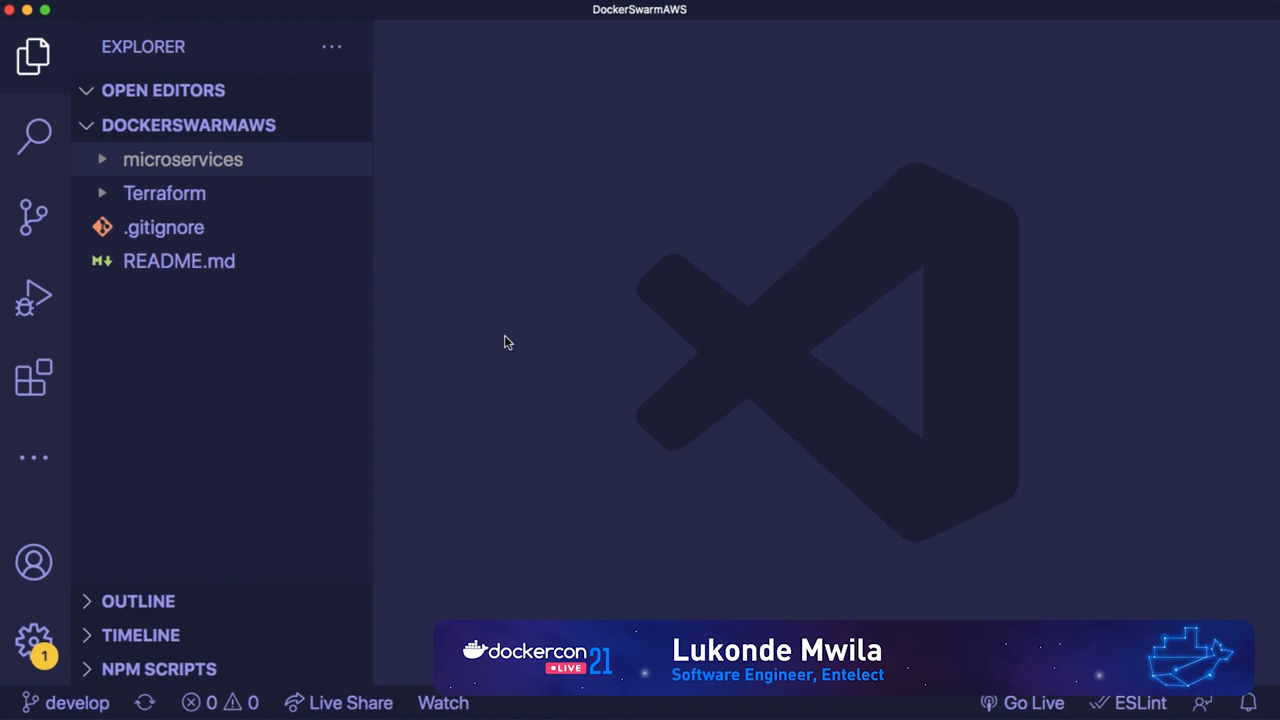 DockerSwarmAWS
EXPLORER
OPEN EDITORS
DOCKERSWARMAWS
microservices
Terraform
.gitignore
README.md
OUTLINE
TIMELINE
NPM SCRIPTS
1
dockercon
LIVE
21
Lukonde Mwila
Software Engineer, Entelect
develop
0
0
Live Share
Watch
Go Live
ESLint